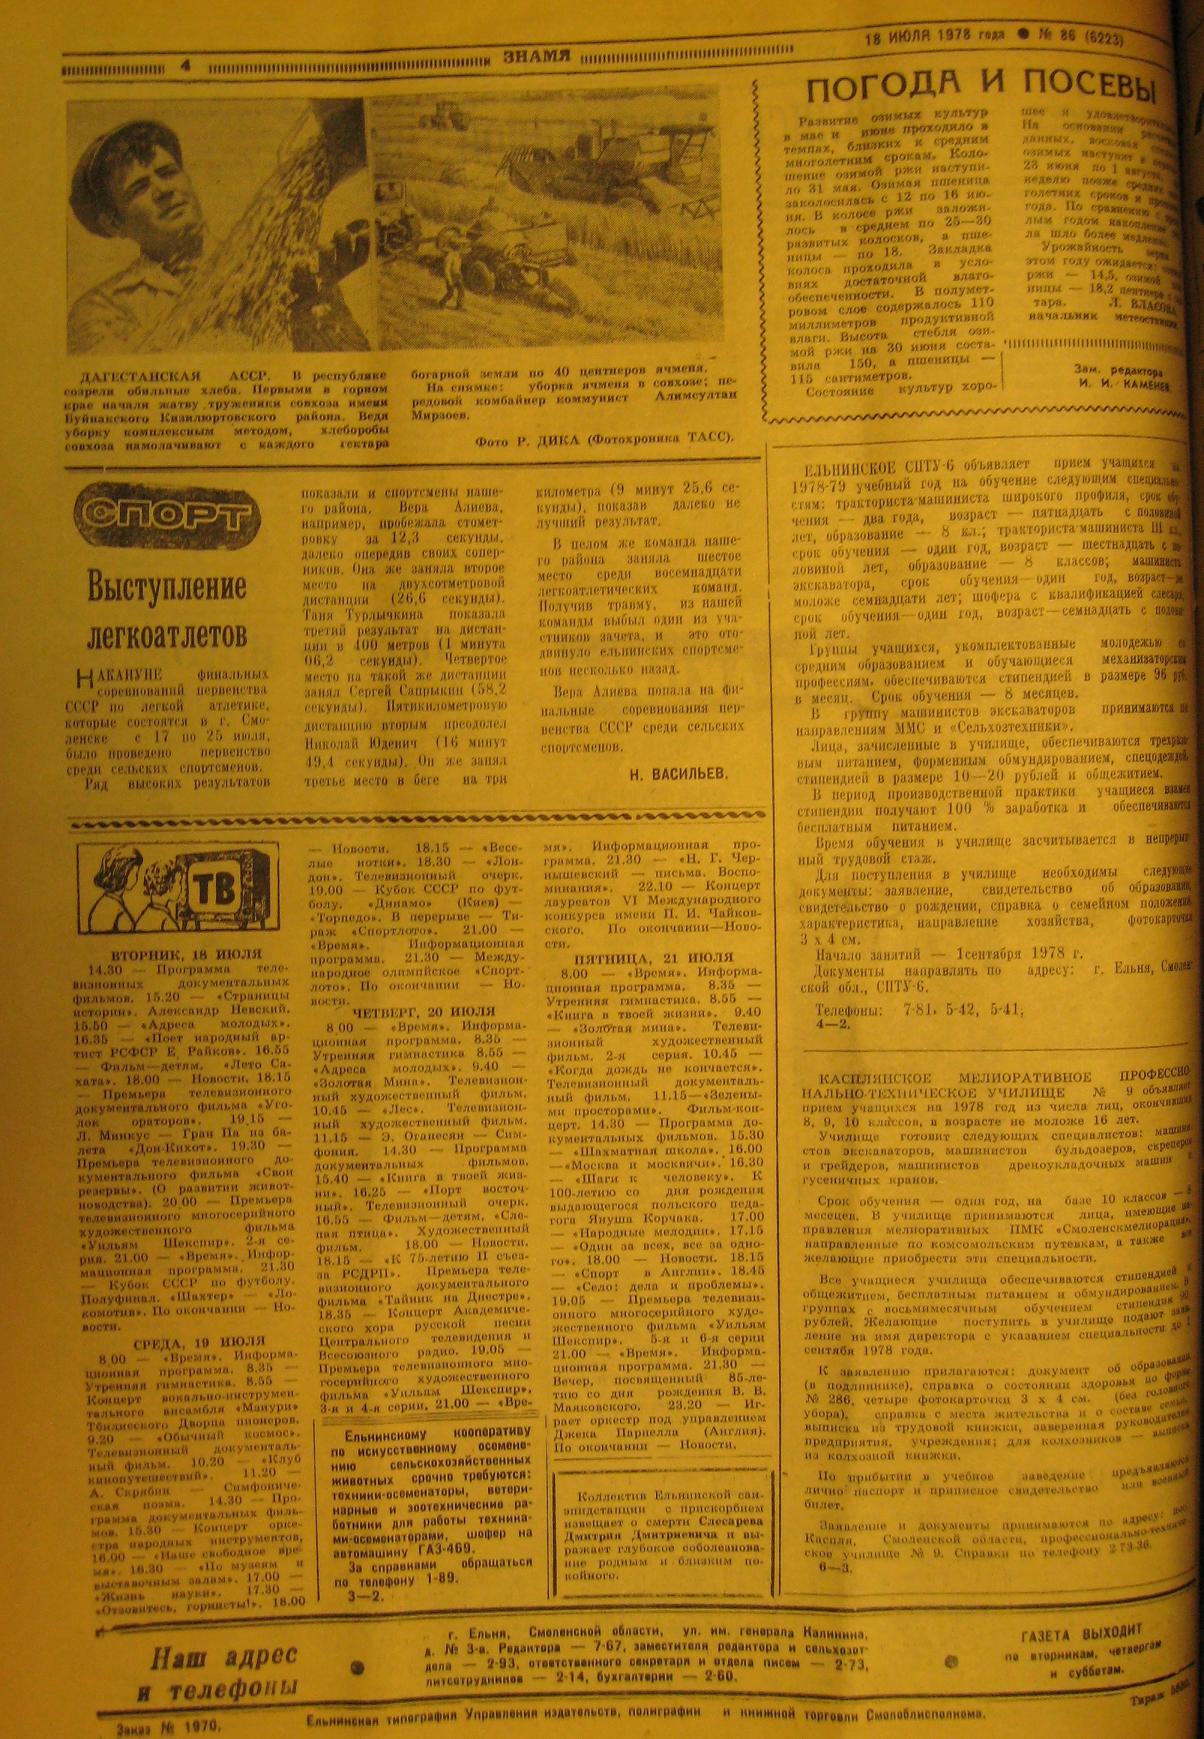 4
ЗНАМЯ
18 ИЮЛЯ 1978 года ● № 86 (6223)
ДАГЕСТАНСКАЯ АССР. В республике
созрели обильные хлеба. Первыми в горном
крае начали жатву труженики совхоза имени
Буйнакского Кизилюртовского района. Ведя
уборку комплексным методом, хлеборобы
совхоза намолачивают с каждого гектара
богарной земли по 40 центнеров ячменя.
На снимке: уборка ячменя в совхозе; пе-
редовой комбайнер коммунист Алимсултан
Мирзоев.
Фото Р. ДИКА (Фотохроника ТАСС).
ПОГОДА И ПОСЕВЫ
Развитие озимых культур
в мае и июне проходило в
темпах, близких к средним
многолетним срокам. Коло-
шение озимой ржи наступи-
ло 31 мая. Озимая пшеница
заколосилась с 12 по 16 ию-
ня. В колосе ржи заложи-
лось в среднем по 25—30
развитых колосков, а пше-
ницы — по 18. Закладка
колоса проходила в усло-
виях достаточной влаго-
обеспеченности. В полумет-
ровом слое содержалось 110
миллиметров продуктивной
влаги. Высота стебля ози-
мой ржи на 30 июня соста-
вила 150, а пшеницы —
115 сантиметров.
Состояние культур хоро-
шее и
На основании
данных, восковая
озимых наступит
23 июня по 1
неделю позже
голетних сроков и
года. По сравнению с
лым годом
ла шло более
Урожайность
этом году ожидается:
ржи — 14,5, озимой
ницы — 18,2 центнера с
тара. Л. ВЛАСОВА,
начальник метеостанции.
Зам. редактора
И. И. КАМЕНЕВ.
СПОРТ
Выступление
легкоатлетов
НАКАНУНЕ финальных
соревнований первенства
СССР по легкой атлетике,
которые состоятся в г. Смо-
ленске с 17 по 25 июля,
было проведено первенство
среди сельских спортсменов.
Ряд высоких результатов
показали и спортсмены наше-
го района. Вера Алиева,
например, пробежала стомет-
ровку за 12,3 секунды,
далеко опередив своих сопер-
ников. Она же заняла второе
место на двухсотметровой
дистанции (26,6 секунды).
Таня Турлычкина показала
третий результат на дистан-
ции в 400 метров (1 минута
06,2 секунды). Четвертое
место на такой же дистанции
занял Сергей Сапрыкин (58,2
секунды). Пятикилометровую
дистанцию вторым преодолел
Николай Юденич (16 минут
49,4 секунды). Он же занял
третье место в беге на три
километра (9 минут 25,6 се-
кунды), показав далеко не
лучший результат.
В целом же команда наше-
го района заняла шестое
место среди восемнадцати
легкоатлетических команд.
Получив травму, из нашей
команды выбыл один из уча-
стников зачета, и это ото-
двинуло ельнинских спортсме-
нов несколько назад.
Вера Алиева попала на фи-
нальные соревнования пер-
венства СССР среди сельских
спортсменов.
Н. ВАСИЛЬЕВ.
ТВ
ВТОРНИК, 18 ИЮЛЯ
14.30 — Программа теле-
визионных документальных
фильмов. 15.20 — «Страницы
истории». Александр Невский.
15.50 — «Адреса молодых».
16.35 — «Поет народный ар-
тист РСФСР Е. Райков». 16.55
— Фильм—детям. «Лето Са-
хата». 18.00 — Новости. 18.15
— Премьера телевизионного
документального фильма «Уго-
лок ораторов». 19.15 —
Л. Минкус — Гран Па из ба-
лета «Дон-Кихот». 19.30 —
Премьера телевизионного до-
кументального фильма «Свои
резервы». (О развитии живот-
новодства). 20.00 — Премьера
телевизионного многосерийного
художественного фильма
«Уильям Шекспир». 2-я се-
рия. 21.00 — «Время». Инфор-
мационная программа. 21.30
— Кубок СССР по футболу.
Полуфинал. «Шахтер» — «Ло-
комотив». По окончании — Но-
вости.
СРЕДА, 19 ИЮЛЯ
8.00 — «Время». Информа-
ционная программа. 8.35 —
Утренняя гимнастика. 8.55 —
Концерт вокально-инструмен-
тального ансамбля «Мзиури»
Тбилисского Дворца пионеров.
9.20 — «Обычный космос».
Телевизионный документаль-
ный фильм. 10.20 — «Клуб
кинопутешествий». 11.20 —
А. Скрябин — Симфониче-
ская поэма. 14.30 — Про-
грамма документальных филь-
мов. 15.30 — Концерт орке-
стра народных инструментов.
16.00 — «Наше свободное вре-
мя». 16.30 — «По музеям и
выставочным залам». 17.00 —
«Жизнь науки». 17.30 —
«Отзовитесь, горнисты!». 18.00
— Новости. 18.15 — «Весе-
лые нотки». 18.30 — «Лон-
дон». Телевизионный очерк.
19.00 — Кубок СССР по фут-
болу. «Динамо» (Киев) —
«Торпедо». В перерыве — Ти-
раж «Спортлото». 21.00 —
«Время». Информационная
программа. 21.30 — Между-
народное олимпийское «Спорт-
лото». По окончании — Но-
вости.
ЧЕТВЕРГ, 20 ИЮЛЯ
8.00 — «Время». Информа-
ционная программа. 8.35 —
Утренняя гимнастика 8.55 —
«Адреса молодых». 9.40 —
«Золотая Мина». Телевизион-
ный художественный фильм.
10.45 — «Лес». Телевизион-
ный художественный фильм.
11.15 — Э. Оганесян — Сим-
фония. 14.30 — Программа
документальных фильмов.
15.40 — «Книга в твоей жиз-
ни». 16.25 — «Порт восточ-
ный». Телевизионный очерк.
16.55 — Фильм—детям. «Сле-
пая птица». Художественный
фильм. 18.00 — Новости.
18.15 — «К 75-летию II съез-
за РСДРП». Премьера теле-
визионного документального
фильма «Тайник на Днестре».
18.35 — Концерт Академиче-
ского хора русской песни
Центрального телевидения и
Всесоюзного радио. 19.05 —
Премьера телевизионного мно-
госерийного художественного
фильма «Уильям Шекспир»,
3-я и 4-я серии. 21.00 — «Вре-
мя». Информационная про-
грамма. 21.30 — «Н. Г. Чер-
нышевский — письма. Воспо-
минания». 22.10 — Концерт
лауреатов VI Международного
конкурса имени П. И. Чайков-
ского. По окончании—Ново-
сти.
ПЯТНИЦА, 21 ИЮЛЯ
8.00 — «Время». Информа-
ционная программа. 8.35 —
Утренняя гимнастика. 8.55 —
«Книга в твоей жизни». 9.40
— «Золотая мина». Телеви-
зионный художественный
фильм. 2-я серия. 10.45 —
«Когда дождь не кончается».
Телевизионный документаль-
ный фильм. 11.15—«Зелены-
ми просторами». Фильм-кон-
церт. 14.30 — Программа до-
кументальных фильмов. 15.30
— «Шахматная школа». 16.00
— «Москва и москвичи». 16.30
— «Шаги к человеку». К
100-летию со дня рождения
выдающегося польского педа-
гога Януша Корчака. 17.00
— «Народные мелодии». 17.15
— «Один за всех, все за одно-
го». 18.00 — Новости. 18.15
— «Спорт в Англии». 18.45
— «Село: дела и проблемы».
19.05 — Премьера телевизи-
онного многосерийного худо-
жественного фильма «Уильям
Шекспир». 5-я и 6-я серии
21.00 — «Время». Информа-
ционная программа. 21.30 —
Вечер, посвященный 85-ле-
тию со дня рождения В. В.
Маяковского. 23.20 — Иг-
рает оркестр под управлением
Джека Парнелла (Англия).
По окончании — Новости.
Ельнинскому кооперативу
по искусственному осемене-
нию сельскохозяйственных
животных срочно требуются:
техники-осеменаторы, ветери-
нарные и зоотехнические ра-
ботники для работы техника-
ми-осеменаторами, шофер на
автомашину ГАЗ-469.
За справками обращаться
по телефону 1-89.
3—2.
Коллектив Ельнинской сан-
эпидстанции с прискорбием
извещает о смерти Слесарева
Дмитрия Дмитриевича и вы-
ражает глубокое соболезнова-
ние родным и близким по-
койного.
ЕЛЬНИНСКОЕ СПТУ-6 объявляет прием учащихся на
1978-79 учебный год на обучение следующим специально-
стям: тракториста-машиниста широкого профиля, срок обу-
чения — два года, возраст — пятнадцать с половиной
лет, образование — 8 кл.; тракториста-машиниста III кл.,
срок обучения — один год, возраст — шестнадцать с по-
ловиной лет, образование — 8 классов; машиниста
экскаватора, срок обучения—один год, возраст—не
моложе семнадцати лет; шофера с квалификацией слесаря,
срок обучения—один год, возраст—семнадцать с полови-
ной лет.
Группы учащихся, укомплектованные молодежью со
средним образованием и обучающиеся механизаторским
профессиям, обеспечиваются стипендией в размере 96 руб.
в месяц. Срок обучения — 8 месяцев.
В группу машинистов экскаваторов принимаются по
направлениям ММС и «Сельхозтехники».
Лица, зачисленные в училище, обеспечиваются трехразо-
вым питанием, форменным обмундированием, спецодеждой,
стипендией в размере 10—20 рублей и общежитием.
В период производственной практики учащиеся взамен
стипендии получают 100 % заработка и обеспечиваются
бесплатным питанием.
Время обучения в училище засчитывается в непрерыв-
ный трудовой стаж.
Для поступления в училище необходимы следующие
документы: заявление, свидетельство об образовании,
свидетельство о рождении, справка о семейном положении,
характеристика, направление хозяйства, фотокарточки
3 х 4 см.
Начало занятий — 1сентября 1978 г.
Документы направлять по адресу: г. Ельня, Смолен-
ской обл., СПТУ-6.
Телефоны: 7-81, 5-42, 5-41.
4—2.
КАСПЛЯНСКОЕ МЕЛИОРАТИВНОЕ ПРОФЕССИО-
НАЛЬНО-ТЕХНИЧЕСКОЕ УЧИЛИЩЕ № 9 объявляет
прием учащихся на 1978 год из числа лиц, окончивших
8, 9, 10 классов, в возрасте не моложе 16 лет.
Училище готовит следующих специалистов: машини-
стов экскаваторов, машинистов бульдозеров, скреперов
и грейдеров, машинистов дреноукладочных машин и
гусеничных кранов.
Срок обучения — один год, на базе 10 классов — 8
месяцев. В училище принимаются лица, имеющие на-
правления мелиоративных ПМК «Смоленскмелиорация»,
направленные по комсомольским путевкам, а также все
желающие приобрести эти специальности.
Все учащиеся училища обеспечиваются стипендией и
общежитием, бесплатным питанием и обмундированием. В
группах с восьмимесячным обучением стипендия 90
рублей. Желающие поступить в училище подают заяв-
ление на имя директора с указанием специальности до 1
сентября 1978 года.
К заявлению прилагаются: документ об образовании
(в подлиннике), справка о состоянии здоровья по форме
№ 286, четыре фотокарточки 3 х 4 см. (без головного
убора), справка с места жительства и о составе семьи,
выписка из трудовой книжки, заверенная руководителем
предприятия, учреждения; для колхозников — выписка
из колхозной книжки.
По прибытии в учебное заведение предъявляются
лично паспорт и приписное свидетельство или военный
билет.
Заявление и документы принимаются по адресу: пос.
Каспля, Смоленской области, профессионально-техниче-
ское училище № 9. Справки по телефону 2-73-36.
6—3.
Наш адрес
и телефоны
г. Ельня, Смоленской области, ул. им. генерала Калинина,
д. № 3-а. Редактора — 7-67, заместителя редактора и сельхозот-
дела — 2-93, ответственного секретаря и отдела писем — 2-73,
литсотрудников — 2-14, бухгалтерии — 2-60.
ГАЗЕТА ВЫХОДИТ
по вторникам, четвергам
и субботам.
Заказ № 1970.
Ельнинская типография Управления издательств, полиграфии и книжной торговли Смолоблисполкома.
Тираж